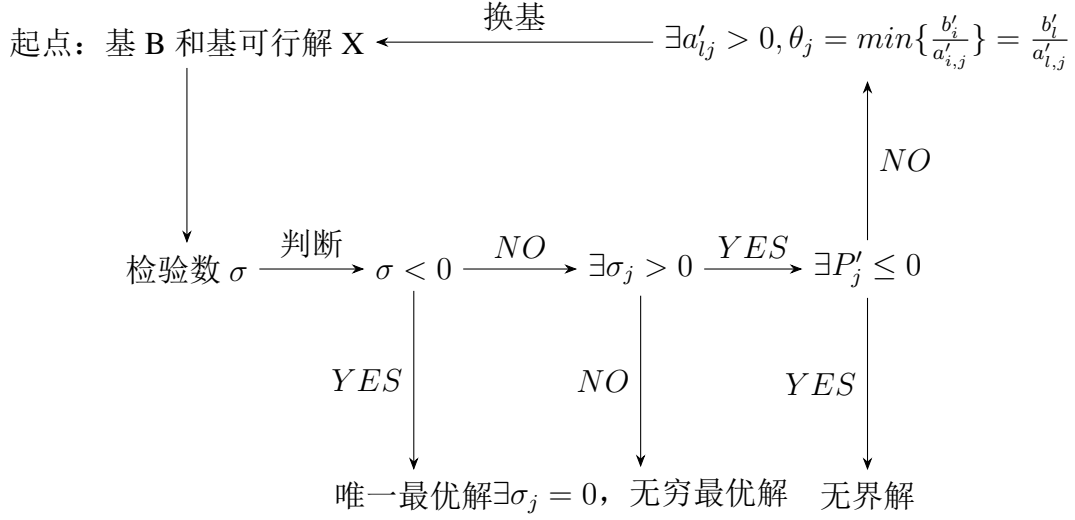 换基
起点：基 B 和基可行解 X
∃a′_{lj} > 0, θ_j = min{b′_i / a′_{i,j}} = b′_l / a′_{l,j}
NO
检验数 σ
判断
σ < 0
NO
∃σ_j > 0
YES
∃P′_j ≤ 0
YES
NO
YES
唯一最优解
∃σ_j = 0，无穷最优解
无界解